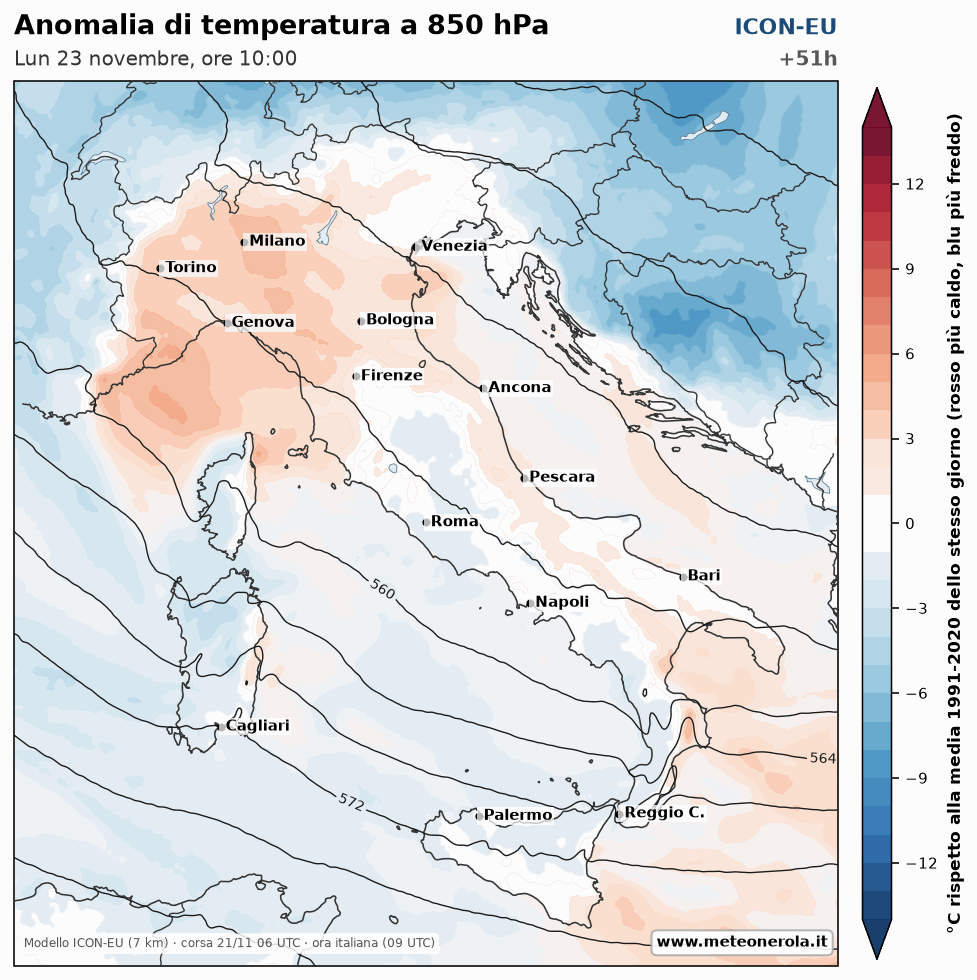 Anomalia di temperatura a 850 hPa
ICON-EU
Lun 23 novembre, ore 10:00
+51h
Milano
Venezia
Torino
Genova
Bologna
Firenze
Ancona
Pescara
Roma
Bari
560
Napoli
Cagliari
564
572
Palermo
Reggio C.
Modello ICON-EU (7 km) · corsa 21/11 06 UTC · ora italiana (09 UTC)
www.meteonerola.it
12
9
6
3
0
−3
−6
−9
−12
°C rispetto alla media 1991-2020 dello stesso giorno (rosso più caldo, blu più freddo)